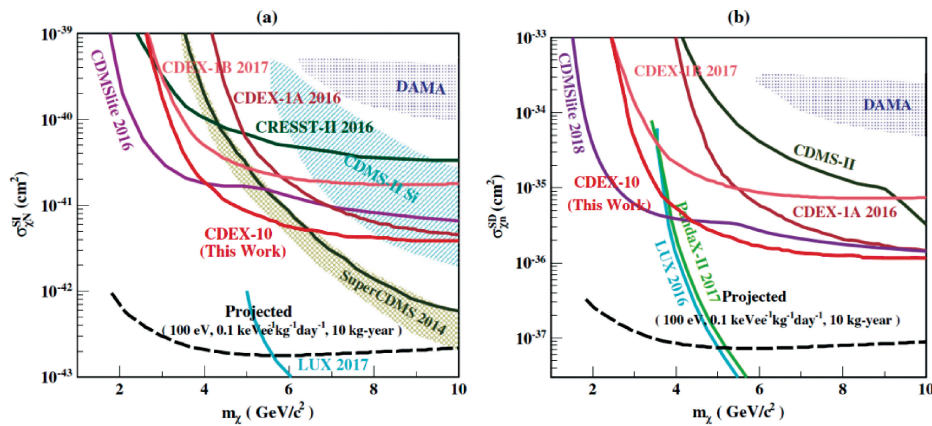 (a)
10^-39
10^-40
10^-41
10^-42
10^-43
σ^SI_χN (cm²)
CDMSlite 2016
CDEX-1B 2017
CDEX-1A 2016
CRESST-II 2016
DAMA
CDMS-II Si
CDEX-10
(This Work)
SuperCDMS 2014
Projected
( 100 eV, 0.1 keVee⁻¹kg⁻¹day⁻¹, 10 kg-year )
LUX 2017
2 4 6 8 10
m_χ ( GeV/c² )
(b)
10^-33
10^-34
10^-35
10^-36
10^-37
σ^SD_χn (cm²)
CDMSlite 2018
CDEX-1B 2017
DAMA
CDMS-II
CDEX-10
(This Work)
CDEX-1A 2016
PandaX-II 2017
LUX 2016
Projected
( 100 eV, 0.1 keVee⁻¹kg⁻¹day⁻¹, 10 kg-year )
2 4 6 8 10
m_χ ( GeV/c² )